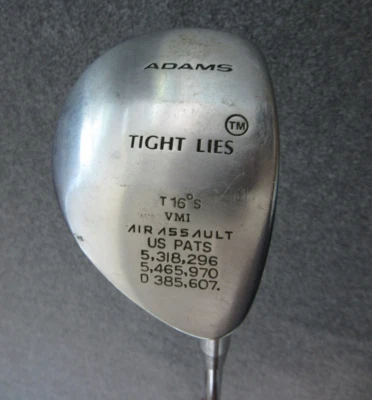 ADAMS
TM
TIGHT LIES
T 16° S
VMI
AIR ASSAULT
US PATS
5,318,296
5,465,970
D 385,607.